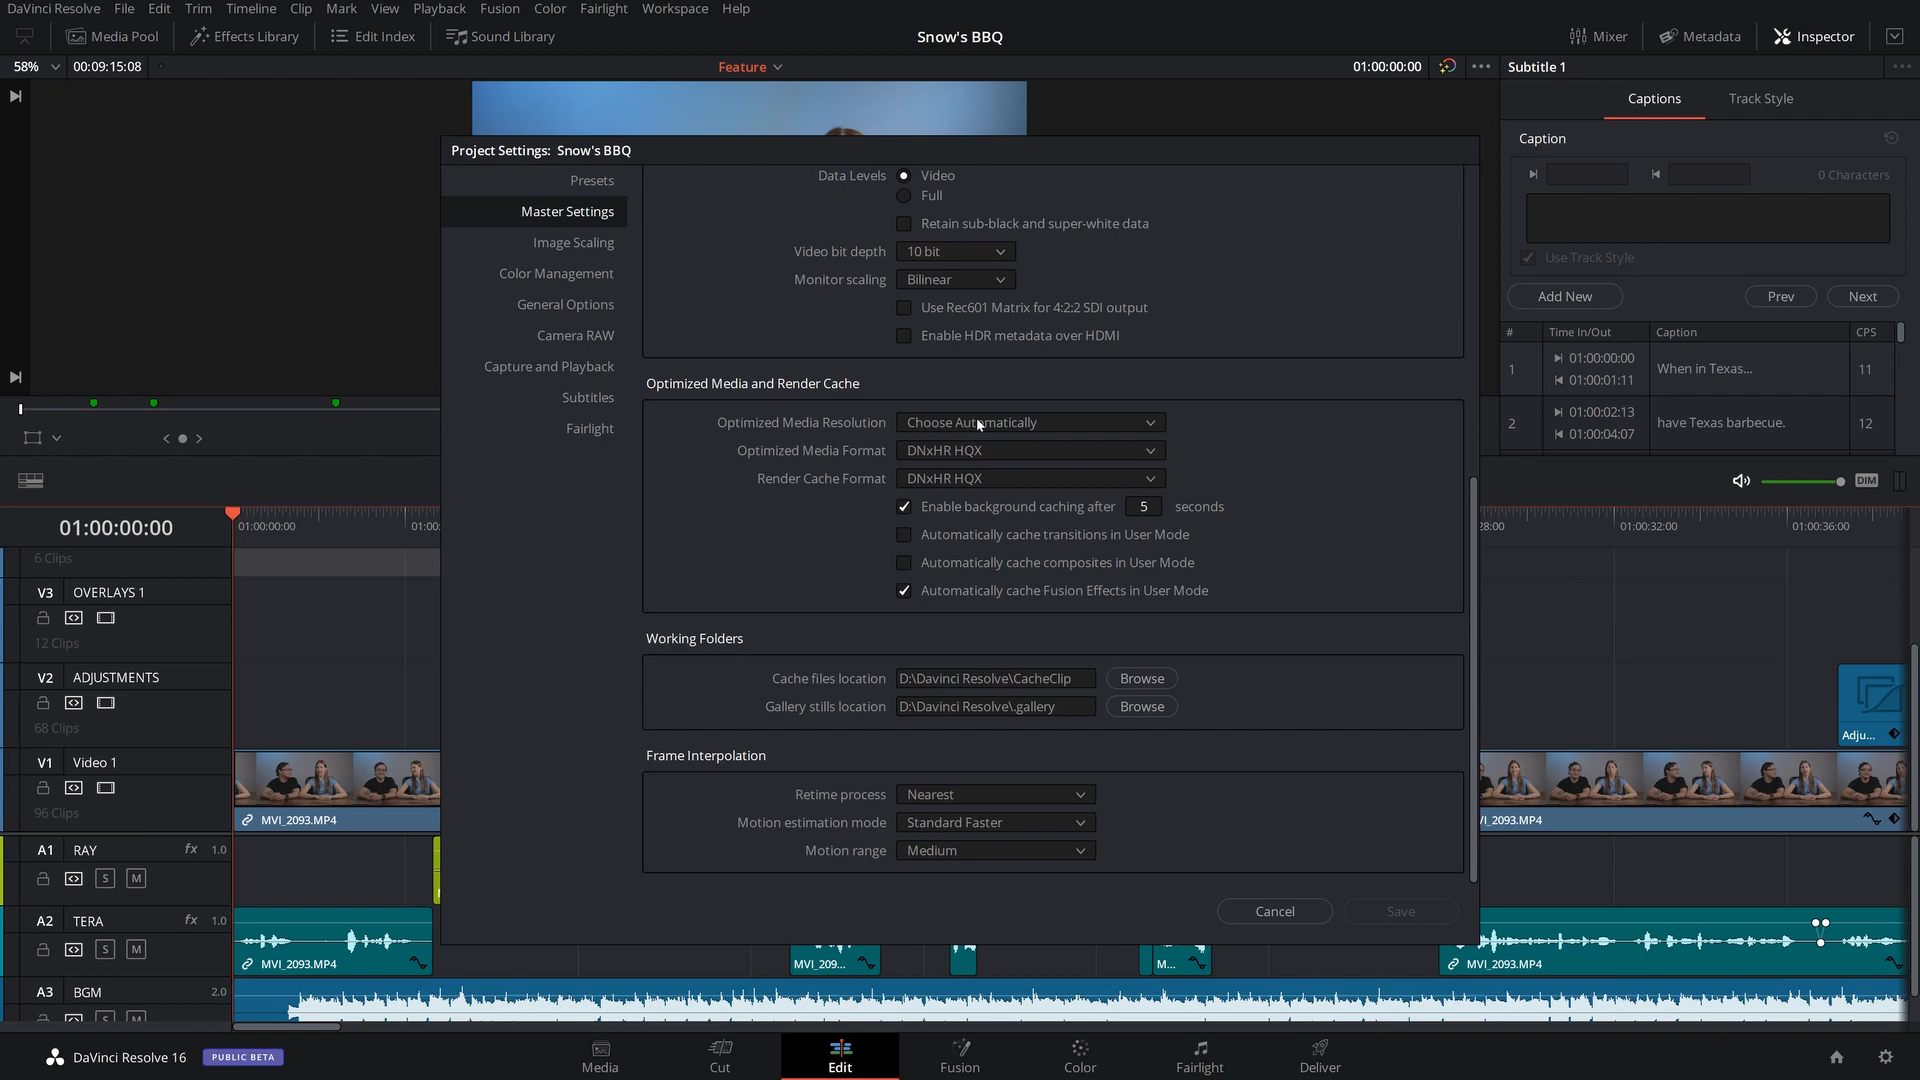 DaVinci Resolve File Edit Trim Timeline Clip Mark View Playback Fusion Color Fairlight Workspace Help
Media Pool Effects Library Edit Index Sound Library Snow's BBQ Mixer Metadata Inspector
58% 00:09:15:08 Feature 01:00:00:00 Subtitle 1
Captions Track Style
Caption
0 Characters
Use Track Style
Add New Prev Next
# Time In/Out Caption CPS
1 01:00:00:00 When in Texas... 11
01:00:01:11
2 01:00:02:13 have Texas barbecue. 12
01:00:04:07
DIM
Project Settings: Snow's BBQ
Presets
Master Settings
Image Scaling
Color Management
General Options
Camera RAW
Capture and Playback
Subtitles
Fairlight
Data Levels Video
Full
Retain sub-black and super-white data
Video bit depth 10 bit
Monitor scaling Bilinear
Use Rec601 Matrix for 4:2:2 SDI output
Enable HDR metadata over HDMI
Optimized Media and Render Cache
Optimized Media Resolution Choose Automatically
Optimized Media Format DNxHR HQX
Render Cache Format DNxHR HQX
Enable background caching after 5 seconds
Automatically cache transitions in User Mode
Automatically cache composites in User Mode
Automatically cache Fusion Effects in User Mode
Working Folders
Cache files location D:\Davinci Resolve\CacheClip Browse
Gallery stills location D:\Davinci Resolve\.gallery Browse
Frame Interpolation
Retime process Nearest
Motion estimation mode Standard Faster
Motion range Medium
Cancel Save
01:00:00:00 01:00:00:00 01:00: 28:00 01:00:32:00 01:00:36:00
6 Clips
V3 OVERLAYS 1
12 Clips
V2 ADJUSTMENTS
68 Clips
Adju...
V1 Video 1
96 Clips
MVI_2093.MP4 VI_2093.MP4
A1 RAY fx 1.0
S M
A2 TERA fx 1.0
S M
MVI_2093.MP4 MVI_209... M... MVI_2093.MP4
A3 BGM 2.0
S M
DaVinci Resolve 16 PUBLIC BETA
Media Cut Edit Fusion Color Fairlight Deliver